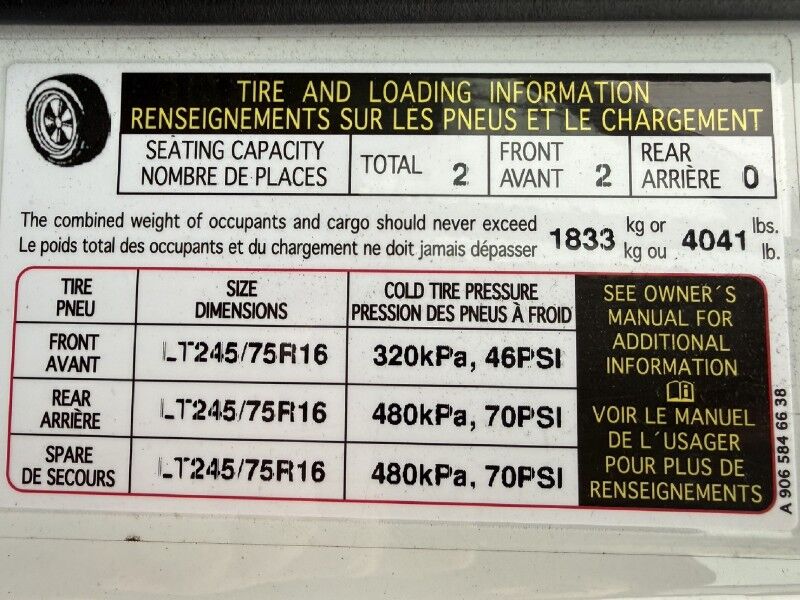 TIRE AND LOADING INFORMATION
RENSEIGNEMENTS SUR LES PNEUS ET LE CHARGEMENT
SEATING CAPACITY
NOMBRE DE PLACES
TOTAL 2
FRONT
AVANT 2
REAR
ARRIÈRE 0
The combined weight of occupants and cargo should never exceed 1833 kg or 4041 lbs.
Le poids total des occupants et du chargement ne doit jamais dépasser kg ou lb.
TIRE
PNEU
SIZE
DIMENSIONS
COLD TIRE PRESSURE
PRESSION DES PNEUS À FROID
FRONT
AVANT
LT245/75R16
320kPa, 46PSI
REAR
ARRIÈRE
LT245/75R16
480kPa, 70PSI
SPARE
DE SECOURS
LT245/75R16
480kPa, 70PSI
SEE OWNER´S
MANUAL FOR
ADDITIONAL
INFORMATION
VOIR LE MANUEL
DE L´USAGER
POUR PLUS DE
RENSEIGNEMENTS
A 906 584 66 38